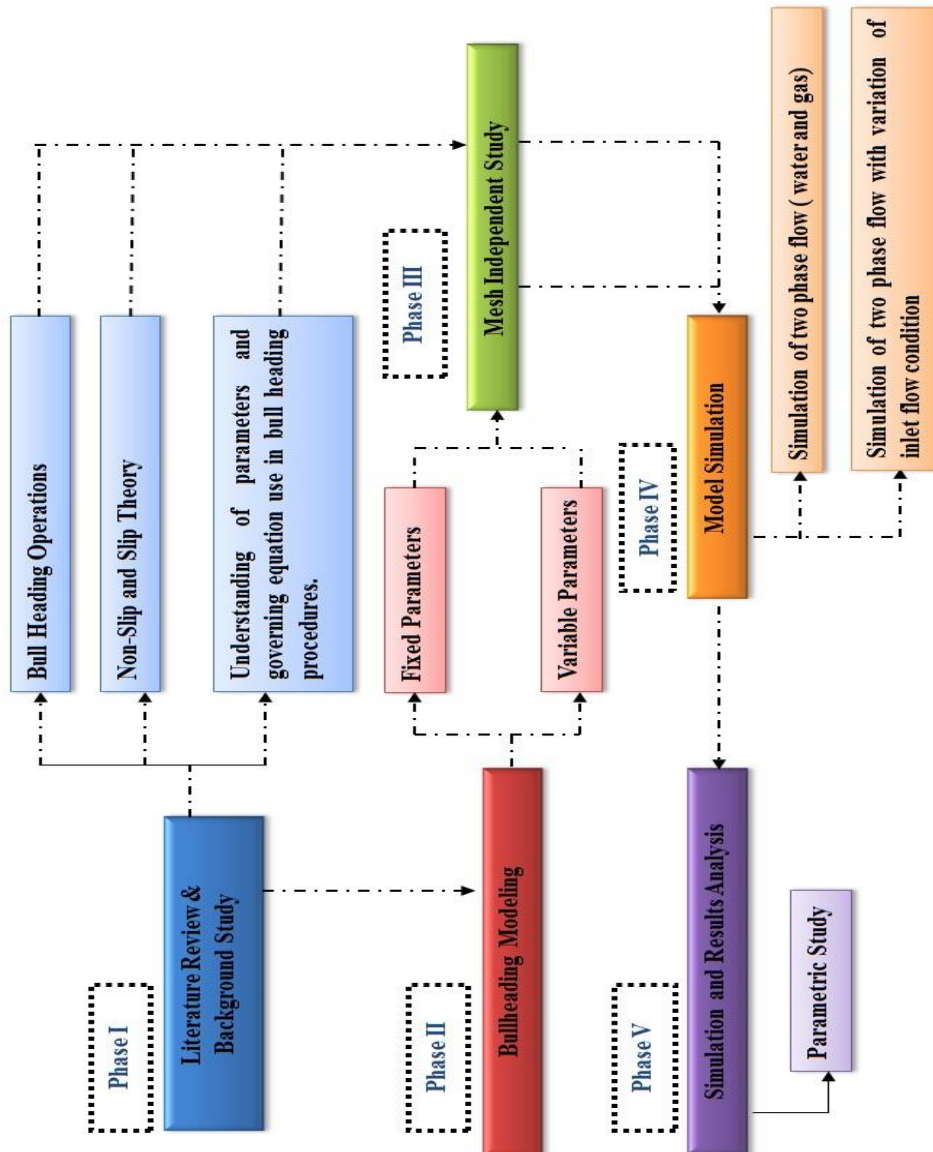 Phase I
Literature Review &
Background Study
Bull Heading Operations
Non-Slip and Slip Theory
Understanding of parameters and
governing equation use in bull heading
procedures.
Phase II
Bullheading Modeling
Fixed Parameters
Variable Parameters
Phase III
Mesh Independent Study
Phase IV
Model Simulation
Simulation of two phase flow ( water and gas)
Simulation of two phase flow with variation of
inlet flow condition
Phase V
Simulation and Results Analysis
Parametric Study